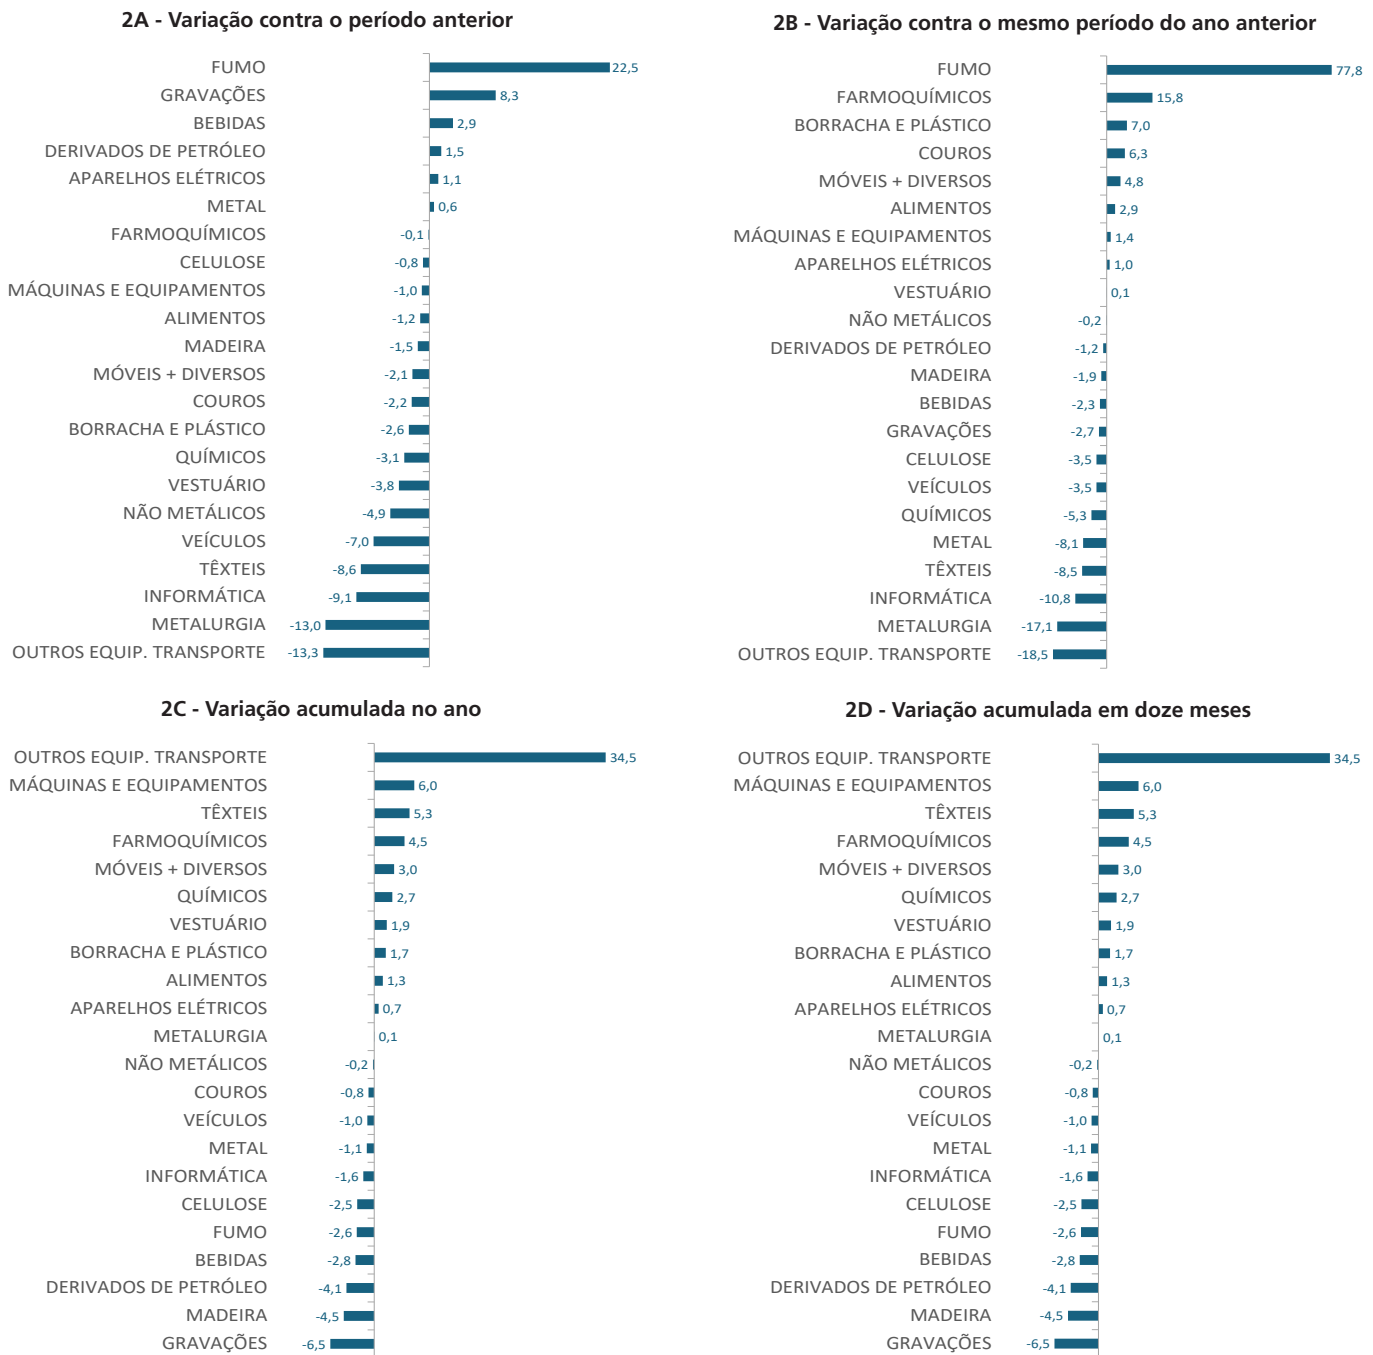 2A - Variação contra o período anterior
FUMO 22,5
GRAVAÇÕES 8,3
BEBIDAS 2,9
DERIVADOS DE PETRÓLEO 1,5
APARELHOS ELÉTRICOS 1,1
METAL 0,6
FARMOQUÍMICOS -0,1
CELULOSE -0,8
MÁQUINAS E EQUIPAMENTOS -1,0
ALIMENTOS -1,2
MADEIRA -1,5
MÓVEIS + DIVERSOS -2,1
COUROS -2,2
BORRACHA E PLÁSTICO -2,6
QUÍMICOS -3,1
VESTUÁRIO -3,8
NÃO METÁLICOS -4,9
VEÍCULOS -7,0
TÊXTEIS -8,6
INFORMÁTICA -9,1
METALURGIA -13,0
OUTROS EQUIP. TRANSPORTE -13,3
2B - Variação contra o mesmo período do ano anterior
FUMO 77,8
FARMOQUÍMICOS 15,8
BORRACHA E PLÁSTICO 7,0
COUROS 6,3
MÓVEIS + DIVERSOS 4,8
ALIMENTOS 2,9
MÁQUINAS E EQUIPAMENTOS 1,4
APARELHOS ELÉTRICOS 1,0
VESTUÁRIO 0,1
NÃO METÁLICOS -0,2
DERIVADOS DE PETRÓLEO -1,2
MADEIRA -1,9
BEBIDAS -2,3
GRAVAÇÕES -2,7
CELULOSE -3,5
VEÍCULOS -3,5
QUÍMICOS -5,3
METAL -8,1
TÊXTEIS -8,5
INFORMÁTICA -10,8
METALURGIA -17,1
OUTROS EQUIP. TRANSPORTE -18,5
2C - Variação acumulada no ano
OUTROS EQUIP. TRANSPORTE 34,5
MÁQUINAS E EQUIPAMENTOS 6,0
TÊXTEIS 5,3
FARMOQUÍMICOS 4,5
MÓVEIS + DIVERSOS 3,0
QUÍMICOS 2,7
VESTUÁRIO 1,9
BORRACHA E PLÁSTICO 1,7
ALIMENTOS 1,3
APARELHOS ELÉTRICOS 0,7
METALURGIA 0,1
NÃO METÁLICOS -0,2
COUROS -0,8
VEÍCULOS -1,0
METAL -1,1
INFORMÁTICA -1,6
CELULOSE -2,5
FUMO -2,6
BEBIDAS -2,8
DERIVADOS DE PETRÓLEO -4,1
MADEIRA -4,5
GRAVAÇÕES -6,5
2D - Variação acumulada em doze meses
OUTROS EQUIP. TRANSPORTE 34,5
MÁQUINAS E EQUIPAMENTOS 6,0
TÊXTEIS 5,3
FARMOQUÍMICOS 4,5
MÓVEIS + DIVERSOS 3,0
QUÍMICOS 2,7
VESTUÁRIO 1,9
BORRACHA E PLÁSTICO 1,7
ALIMENTOS 1,3
APARELHOS ELÉTRICOS 0,7
METALURGIA 0,1
NÃO METÁLICOS -0,2
COUROS -0,8
VEÍCULOS -1,0
METAL -1,1
INFORMÁTICA -1,6
CELULOSE -2,5
FUMO -2,6
BEBIDAS -2,8
DERIVADOS DE PETRÓLEO -4,1
MADEIRA -4,5
GRAVAÇÕES -6,5